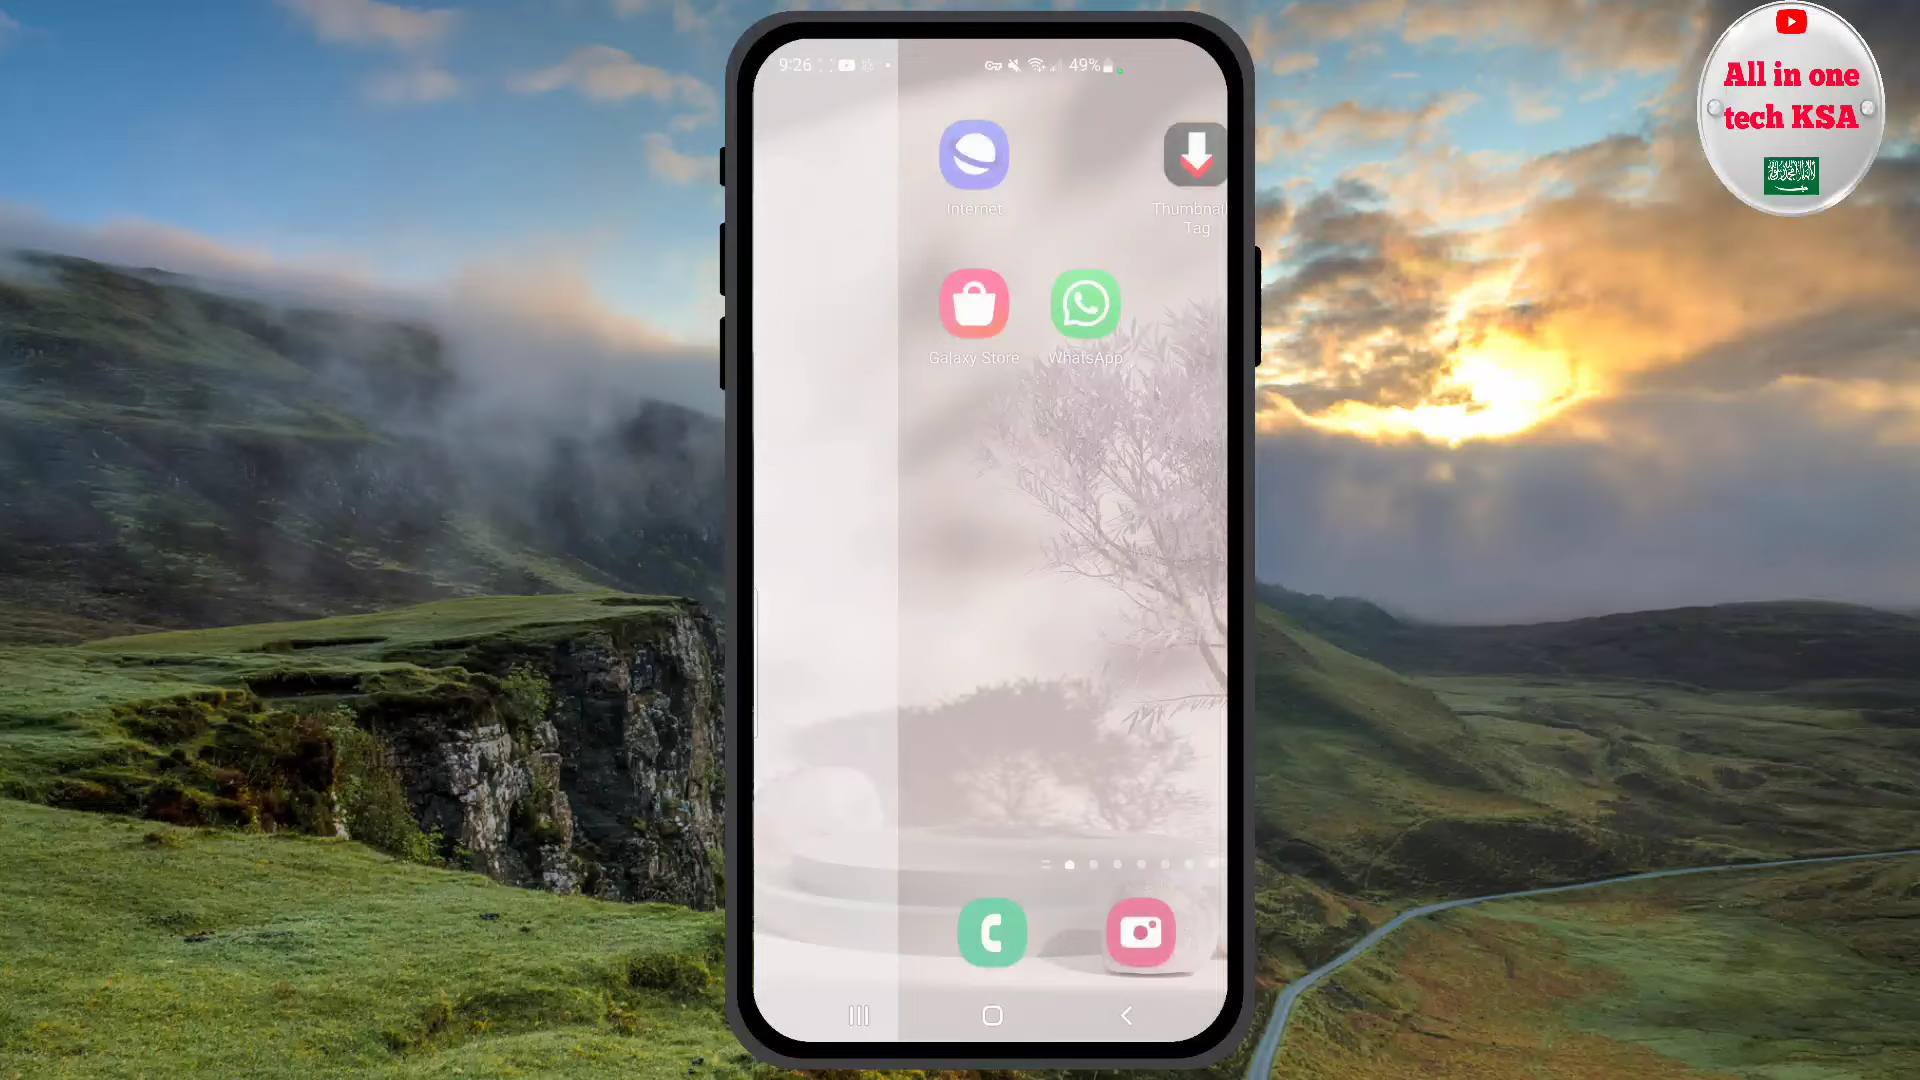 9:26
49%
All in one
tech KSA
Internet
Thumbnail
Tag
Galaxy Store
WhatsApp